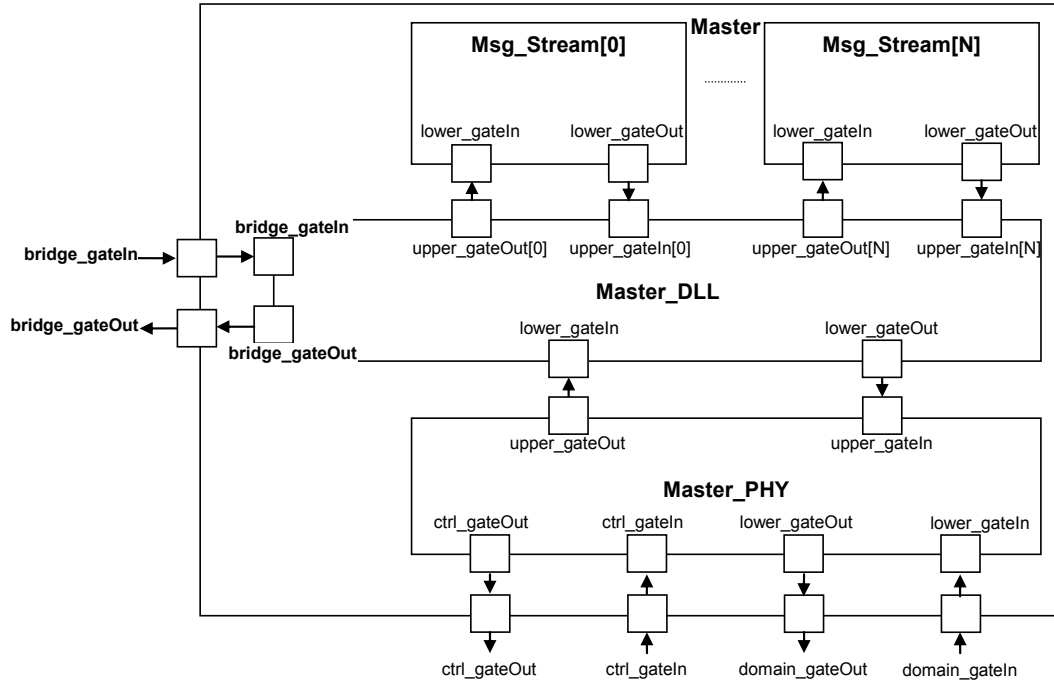 Master
Msg_Stream[0]
Msg_Stream[N]
............
lower_gateIn
lower_gateOut
lower_gateIn
lower_gateOut
bridge_gateIn
bridge_gateIn
upper_gateOut[0]
upper_gateIn[0]
upper_gateOut[N]
upper_gateIn[N]
Master_DLL
bridge_gateOut
bridge_gateOut
lower_gateIn
lower_gateOut
upper_gateOut
upper_gateIn
Master_PHY
ctrl_gateOut
ctrl_gateIn
lower_gateOut
lower_gateIn
ctrl_gateOut
ctrl_gateIn
domain_gateOut
domain_gateIn